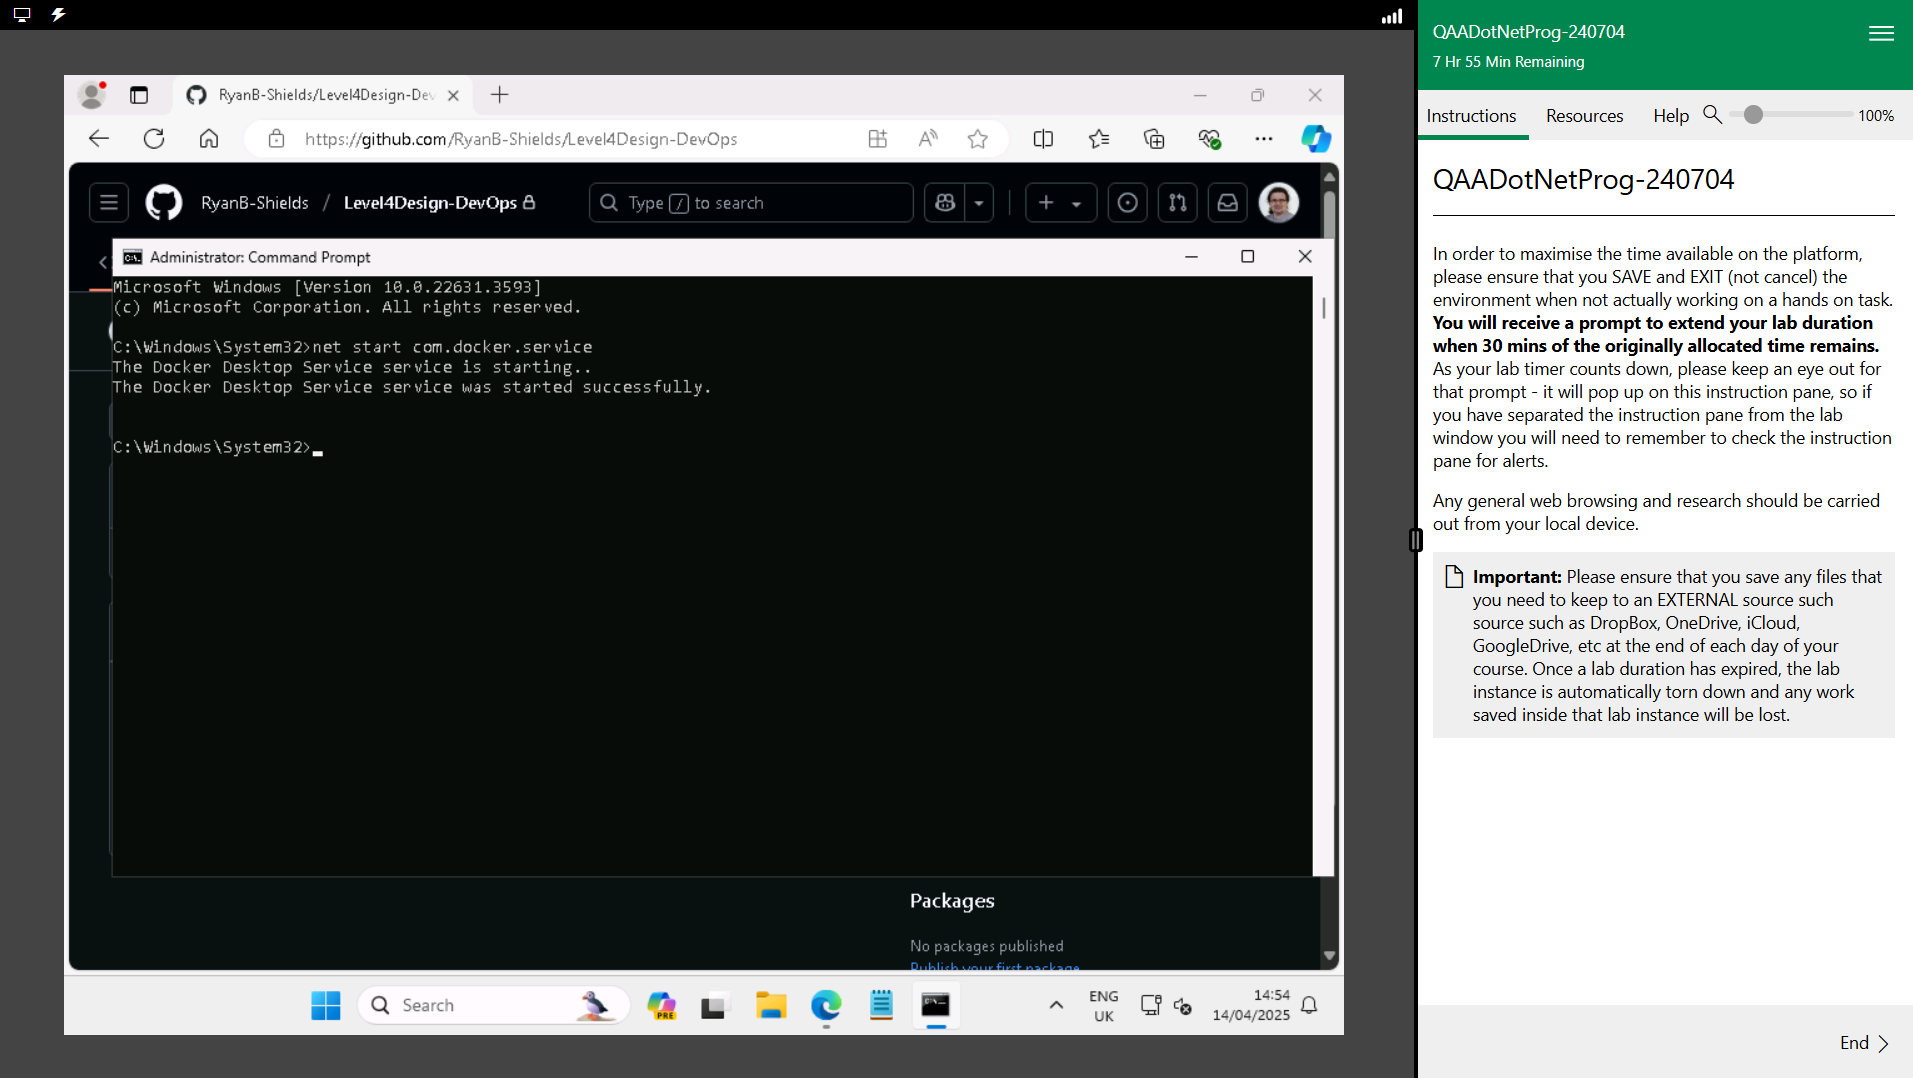 RyanB-Shields/Level4Design-Dev
https://github.com/RyanB-Shields/Level4Design-DevOps
RyanB-Shields / Level4Design-DevOps
Type / to search
Administrator: Command Prompt
Microsoft Windows [Version 10.0.22631.3593]
(c) Microsoft Corporation. All rights reserved.
C:\Windows\System32>net start com.docker.service
The Docker Desktop Service service is starting..
The Docker Desktop Service service was started successfully.
C:\Windows\System32>
Packages
No packages published
Publish your first package
Search
PRE
ENG
UK
14:54
14/04/2025
QAADotNetProg-240704
7 Hr 55 Min Remaining
Instructions
Resources
Help
100%
QAADotNetProg-240704
In order to maximise the time available on the platform,
please ensure that you SAVE and EXIT (not cancel) the
environment when not actually working on a hands on task.
You will receive a prompt to extend your lab duration
when 30 mins of the originally allocated time remains.
As your lab timer counts down, please keep an eye out for
that prompt - it will pop up on this instruction pane, so if
you have separated the instruction pane from the lab
window you will need to remember to check the instruction
pane for alerts.
Any general web browsing and research should be carried
out from your local device.
Important: Please ensure that you save any files that
you need to keep to an EXTERNAL source such
source such as DropBox, OneDrive, iCloud,
GoogleDrive, etc at the end of each day of your
course. Once a lab duration has expired, the lab
instance is automatically torn down and any work
saved inside that lab instance will be lost.
End